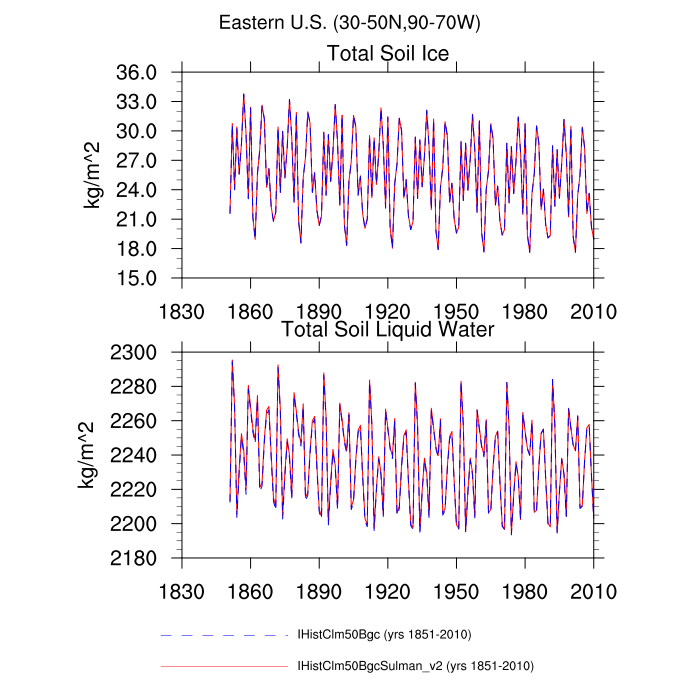 Eastern U.S. (30-50N,90-70W)
Total Soil Ice
36.0
33.0
30.0
27.0
24.0
21.0
18.0
15.0
kg/m^2
1830 1860 1890 1920 1950 1980 2010
Total Soil Liquid Water
2300
2280
2260
2240
2220
2200
2180
kg/m^2
1830 1860 1890 1920 1950 1980 2010
IHistClm50Bgc (yrs 1851-2010)
IHistClm50BgcSulman_v2 (yrs 1851-2010)